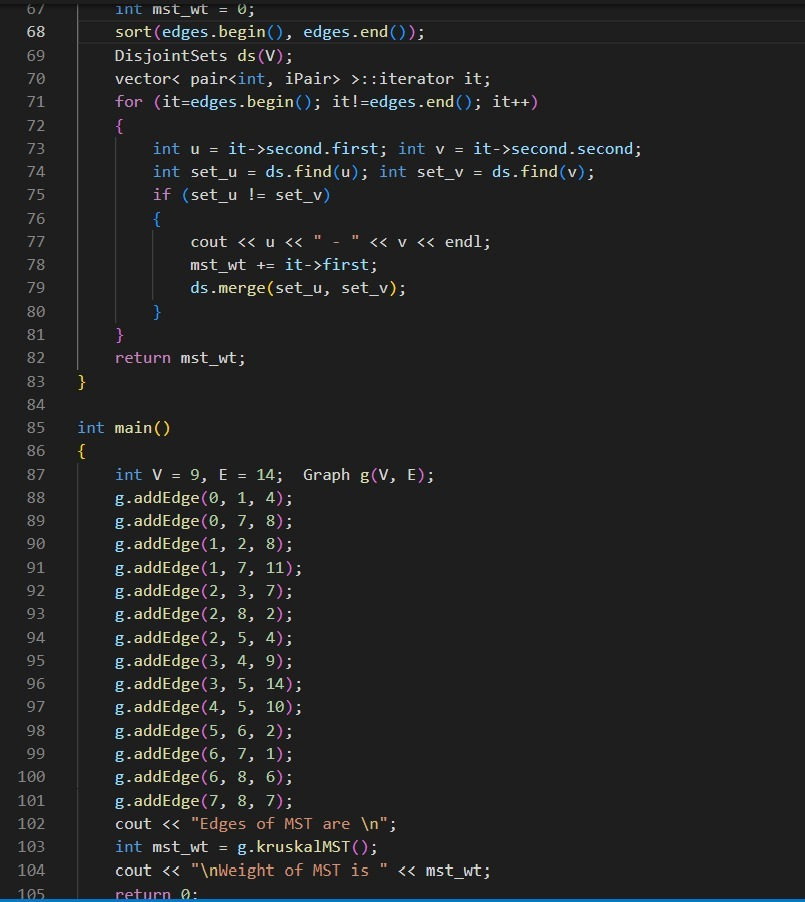 67 int mst_wt = 0;
68 sort(edges.begin(), edges.end());
69 DisjointSets ds(V);
70 vector< pair<int, iPair> >::iterator it;
71 for (it=edges.begin(); it!=edges.end(); it++)
72 {
73 int u = it->second.first; int v = it->second.second;
74 int set_u = ds.find(u); int set_v = ds.find(v);
75 if (set_u != set_v)
76 {
77 cout << u << " - " << v << endl;
78 mst_wt += it->first;
79 ds.merge(set_u, set_v);
80 }
81 }
82 return mst_wt;
83 }
84
85 int main()
86 {
87 int V = 9, E = 14;  Graph g(V, E);
88 g.addEdge(0, 1, 4);
89 g.addEdge(0, 7, 8);
90 g.addEdge(1, 2, 8);
91 g.addEdge(1, 7, 11);
92 g.addEdge(2, 3, 7);
93 g.addEdge(2, 8, 2);
94 g.addEdge(2, 5, 4);
95 g.addEdge(3, 4, 9);
96 g.addEdge(3, 5, 14);
97 g.addEdge(4, 5, 10);
98 g.addEdge(5, 6, 2);
99 g.addEdge(6, 7, 1);
100 g.addEdge(6, 8, 6);
101 g.addEdge(7, 8, 7);
102 cout << "Edges of MST are \n";
103 int mst_wt = g.kruskalMST();
104 cout << "\nWeight of MST is " << mst_wt;
105 return 0;